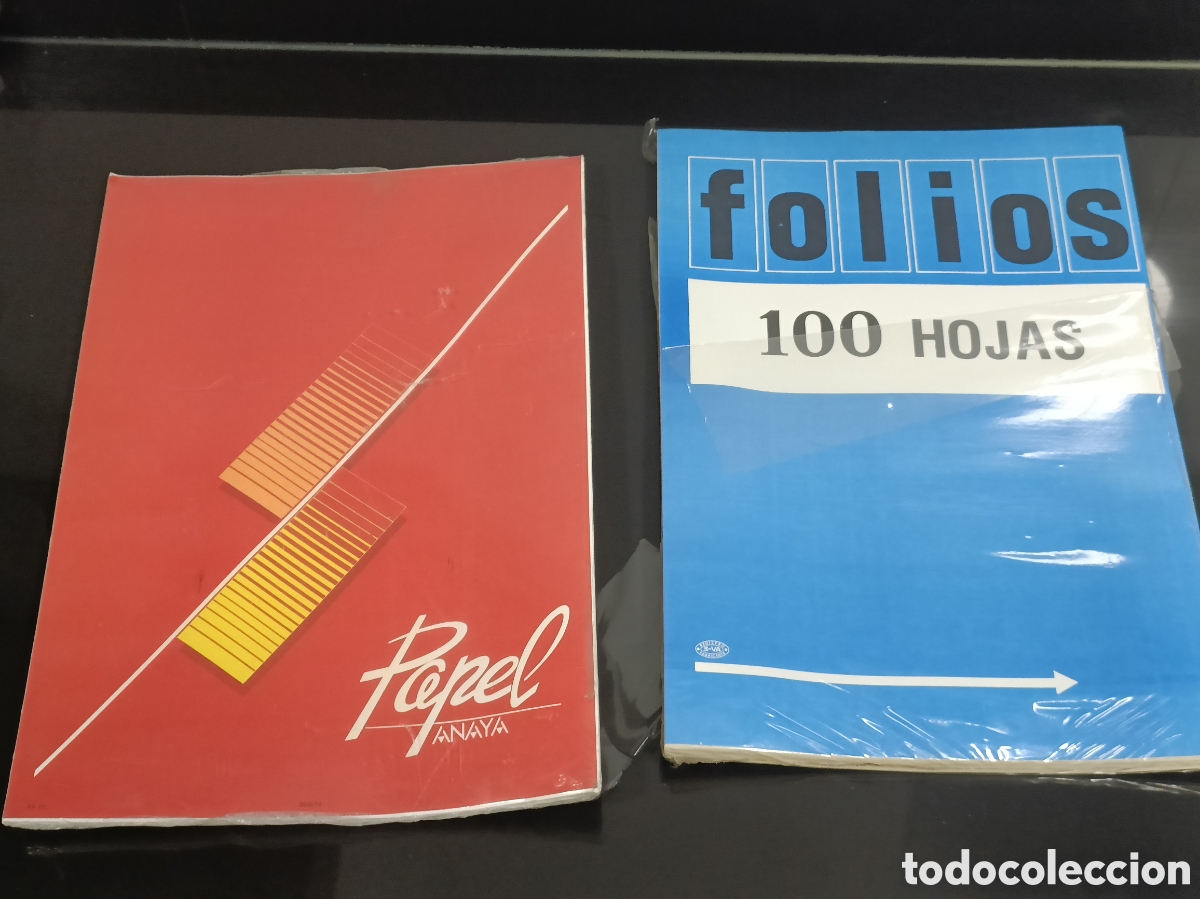 Papel
ANAYA
folios
100 HOJAS
todocoleccion